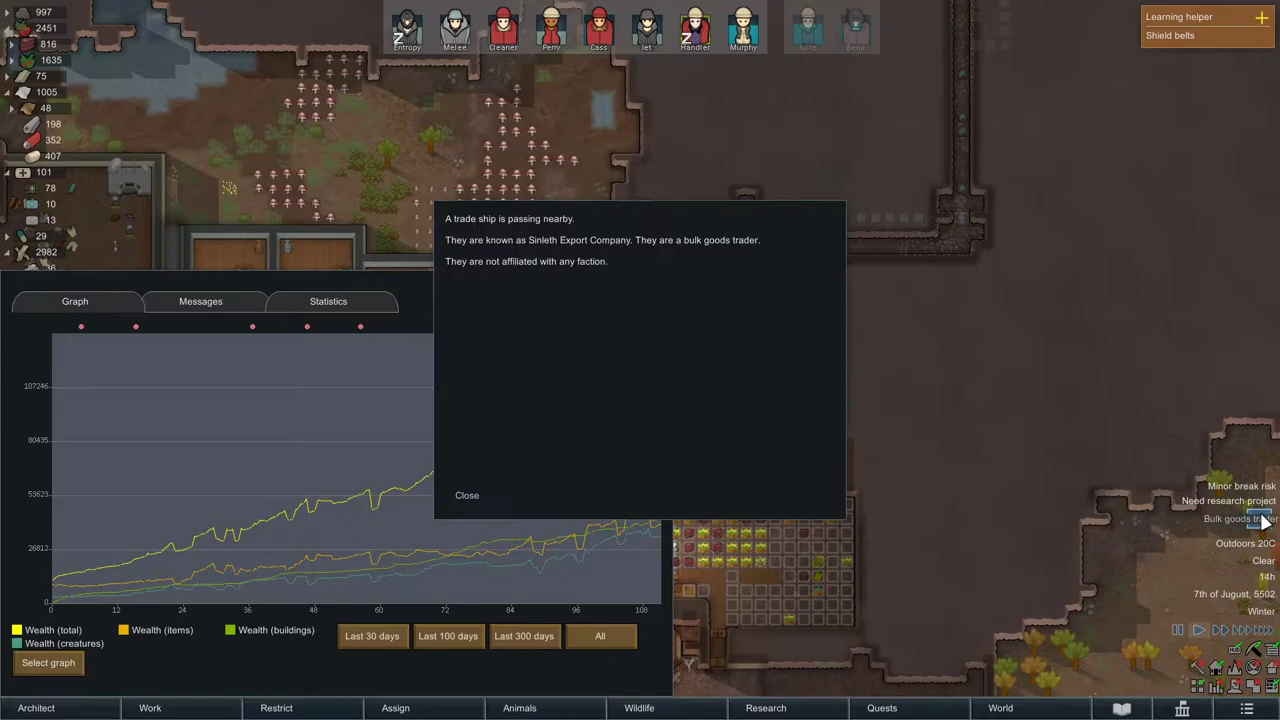 997
2451
816
1635
75
1005
48
198
352
407
101
78
10
13
29
2982
36
Z
Entropy
Melee
Cleaner
Perry
Cass
Jet
Z
Handler
Murphy
Juice
Benji
Learning helper
Shield belts
A trade ship is passing nearby.
They are known as Sinleth Export Company. They are a bulk goods trader.
They are not affiliated with any faction.
Close
Graph
Messages
Statistics
107246
80435
53623
26812
0
0 12 24 36 48 60 72 84 96 108
Wealth (total) Wealth (items) Wealth (buildings)
Wealth (creatures)
Last 30 days
Last 100 days
Last 300 days
All
Select graph
Minor break risk
Need research project
Bulk goods trader
Outdoors 20C
Clear
14h
7th of August, 5502
Winter
Architect
Work
Restrict
Assign
Animals
Wildlife
Research
Quests
World